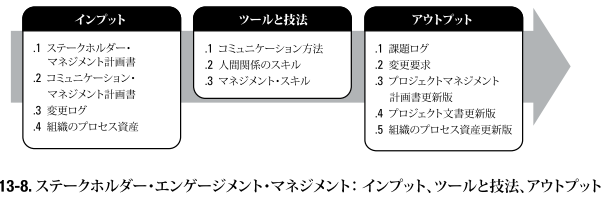 インプット
.1 ステークホルダー・
マネジメント計画書
.2 コミュニケーション・
マネジメント計画書
.3 変更ログ
.4 組織のプロセス資産
ツールと技法
.1 コミュニケーション方法
.2 人間関係のスキル
.3 マネジメント・スキル
アウトプット
.1 課題ログ
.2 変更要求
.3 プロジェクトマネジメント
計画書更新版
.4 プロジェクト文書更新版
.5 組織のプロセス資産更新版
13-8. ステークホルダー・エンゲージメント・マネジメント： インプット、ツールと技法、アウトプット